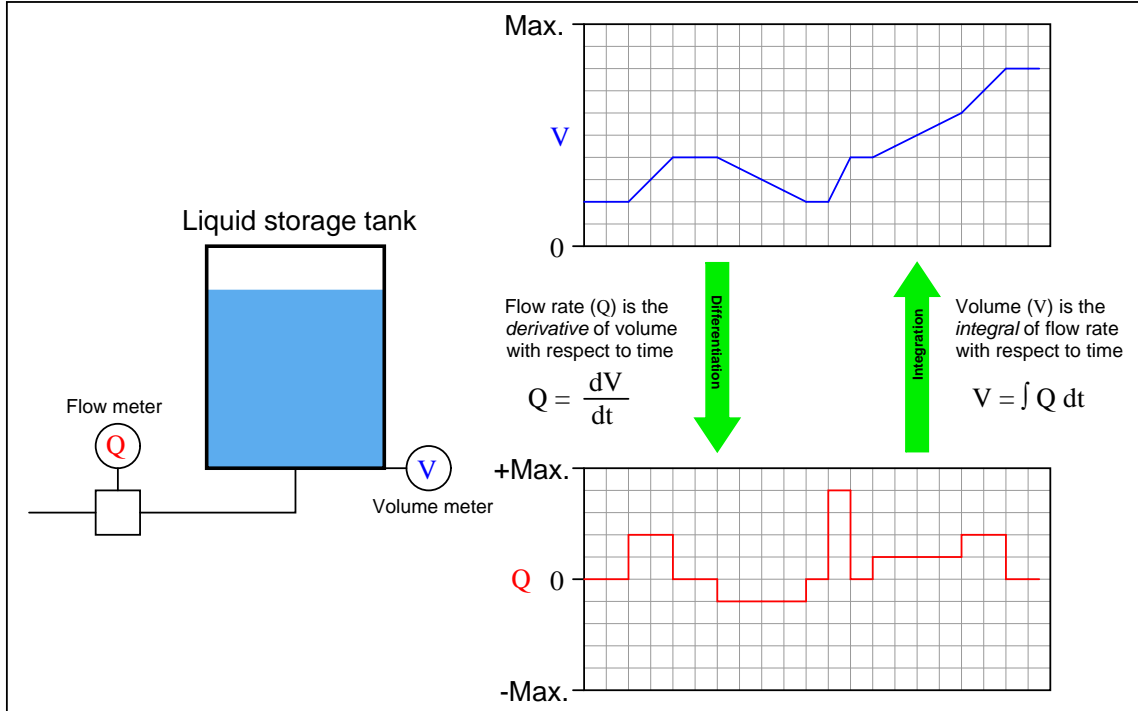 Max.
V
0
Liquid storage tank
Flow meter
Q
V
Volume meter
Flow rate (Q) is the
derivative of volume
with respect to time
Q = dV/dt
Differentiation
Integration
Volume (V) is the
integral of flow rate
with respect to time
V = ∫ Q dt
+Max.
Q 0
-Max.